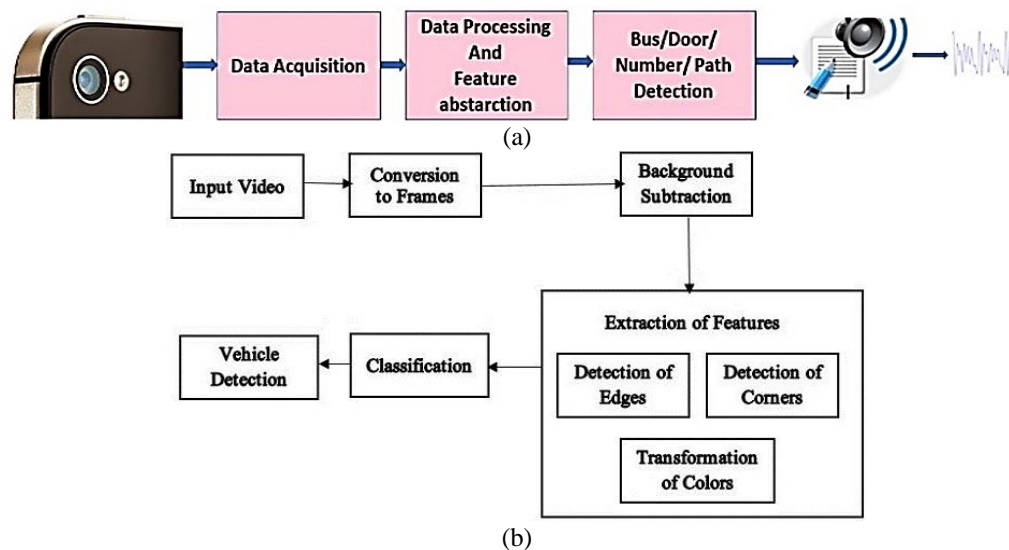 Data Acquisition
Data Processing
And
Feature
abstarction
Bus/Door/
Number/ Path
Detection
(a)
Input Video
Conversion
to Frames
Background
Subtraction
Extraction of Features
Detection of
Edges
Detection of
Corners
Transformation
of Colors
Classification
Vehicle
Detection
(b)